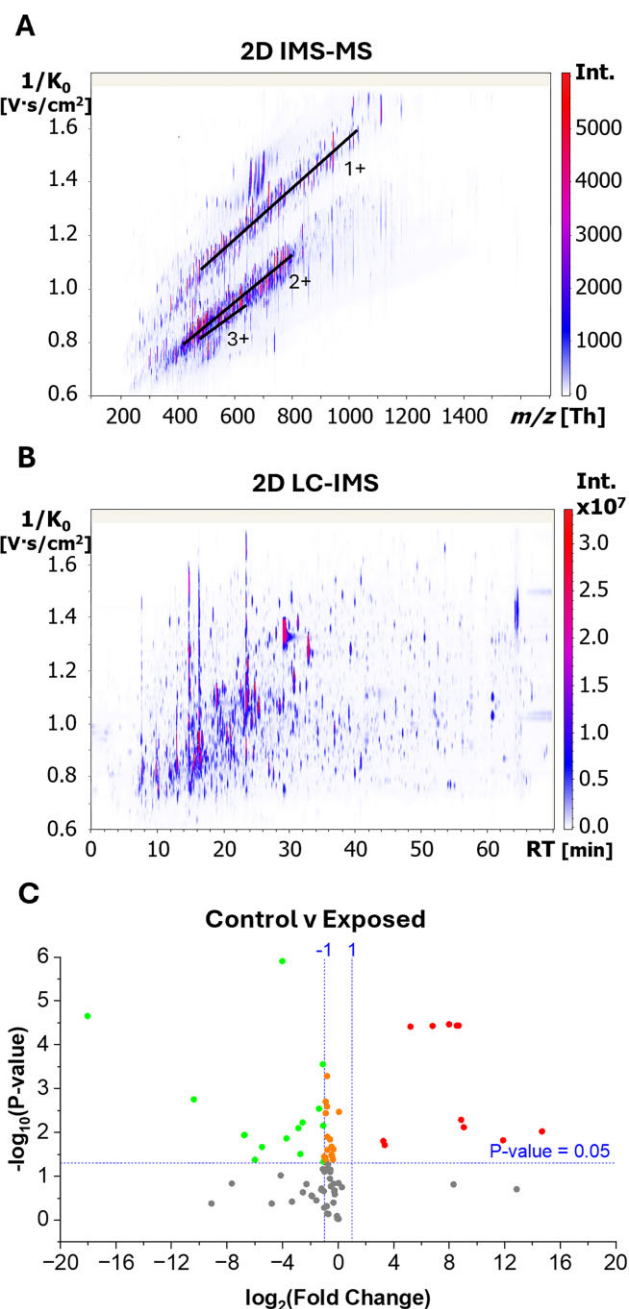 A
2D IMS-MS
1/K₀
[V·s/cm²]
Int.
1.6
1.4
1.2
1.0
0.8
0.6
1+
2+
3+
5000
4000
3000
2000
1000
0
200 400 600 800 1000 1200 1400 m/z [Th]
B
2D LC-IMS
1/K₀
[V·s/cm²]
Int.
x10⁷
1.6
1.4
1.2
1.0
0.8
0.6
3.0
2.5
2.0
1.5
1.0
0.5
0.0
0 10 20 30 40 50 60 RT [min]
C
Control v Exposed
-1 1
6
5
4
3
2
1
0
-log₁₀(P-value)
P-value = 0.05
−20 −16 −12 −8 −4 0 4 8 12 16 20
log₂(Fold Change)